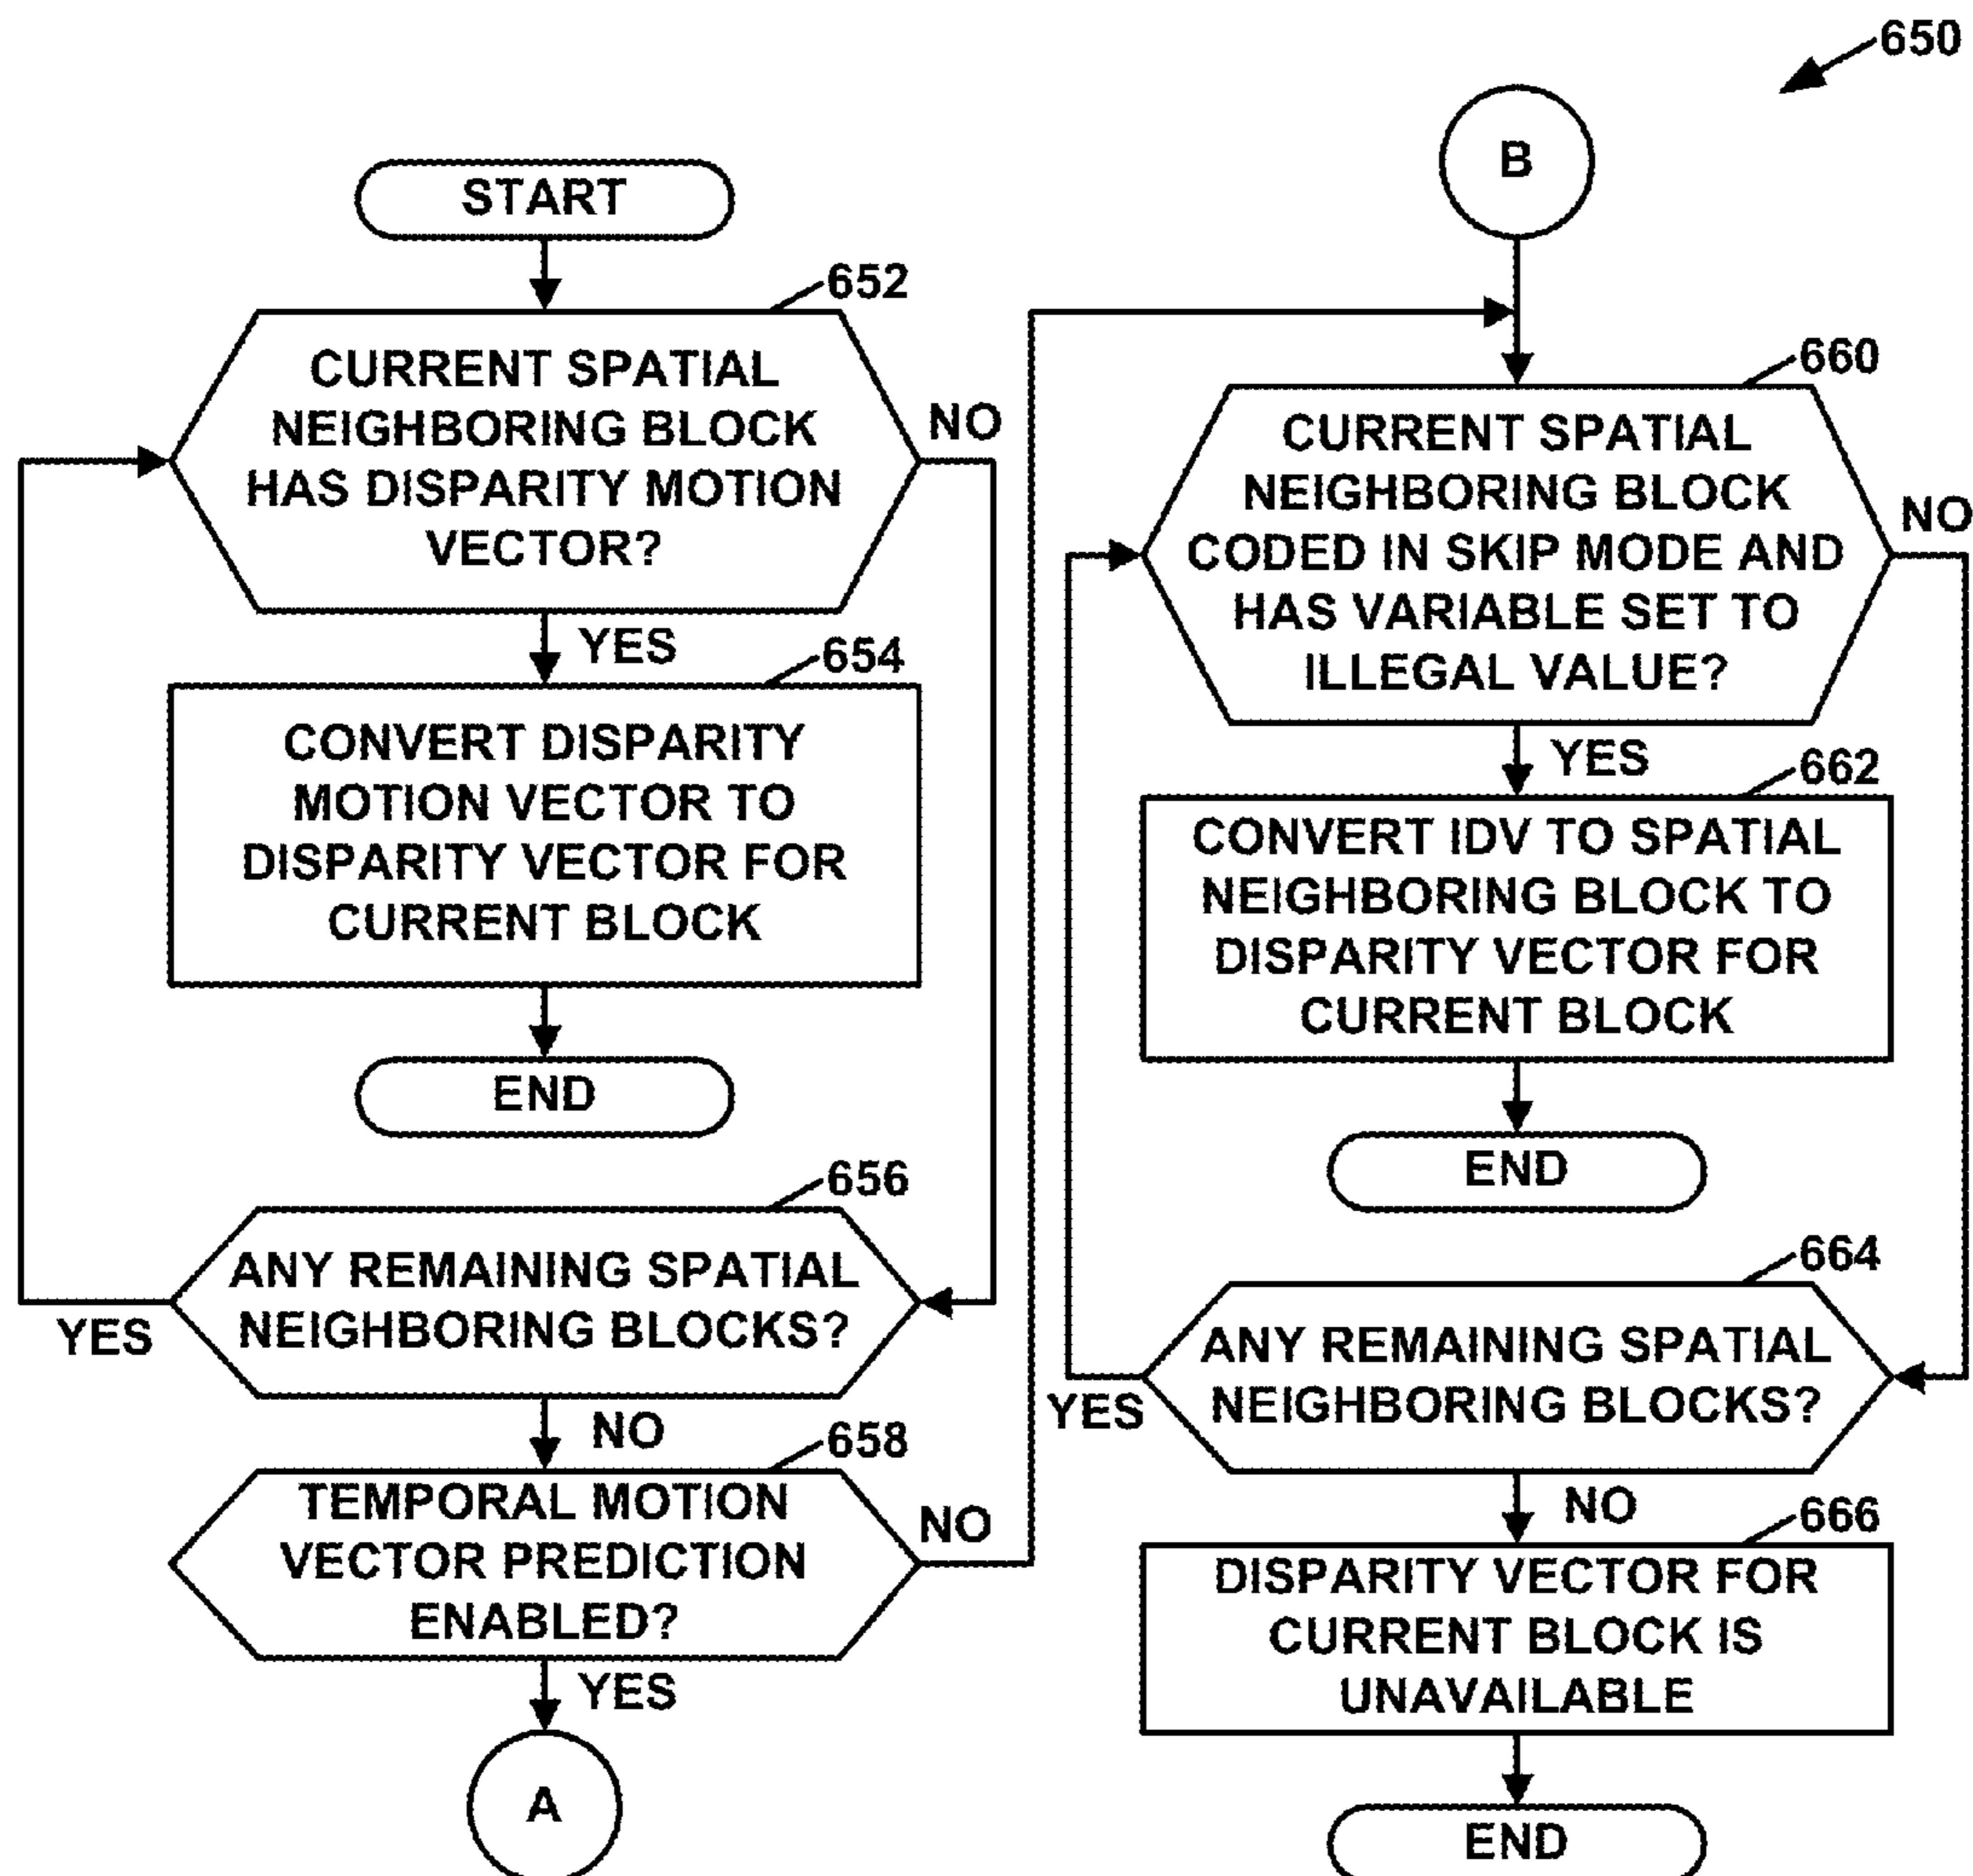 650
START
652
CURRENT SPATIAL
NEIGHBORING BLOCK
HAS DISPARITY MOTION
VECTOR?
NO
YES
654
CONVERT DISPARITY
MOTION VECTOR TO
DISPARITY VECTOR FOR
CURRENT BLOCK
END
656
ANY REMAINING SPATIAL
NEIGHBORING BLOCKS?
YES
NO
658
TEMPORAL MOTION
VECTOR PREDICTION
ENABLED?
NO
YES
A
B
660
CURRENT SPATIAL
NEIGHBORING BLOCK
CODED IN SKIP MODE AND
HAS VARIABLE SET TO
ILLEGAL VALUE?
NO
YES
662
CONVERT IDV TO SPATIAL
NEIGHBORING BLOCK TO
DISPARITY VECTOR FOR
CURRENT BLOCK
END
664
ANY REMAINING SPATIAL
NEIGHBORING BLOCKS?
YES
NO
666
DISPARITY VECTOR FOR
CURRENT BLOCK IS
UNAVAILABLE
END